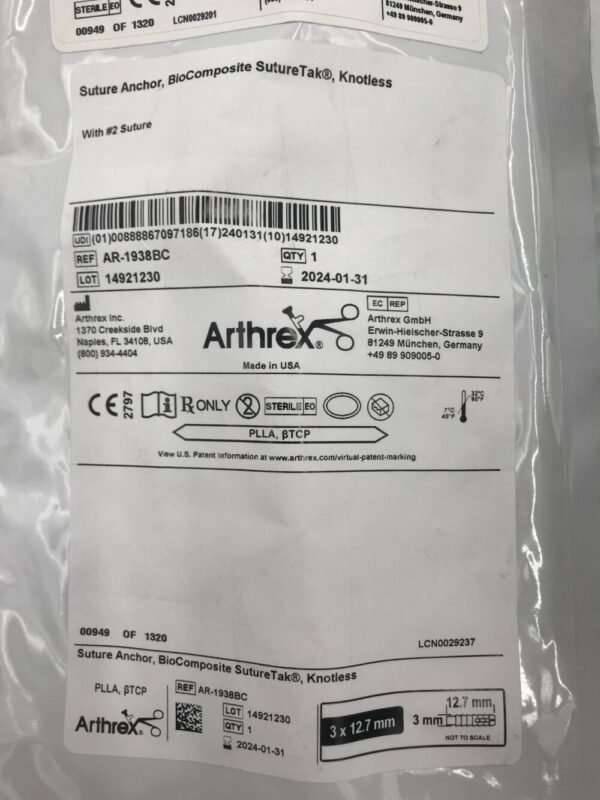 STERILE EO
00949 OF 1320
LCN0029201
81249 München, Germany
+49 89 909005-0
Suture Anchor, BioComposite SutureTak®, Knotless
With #2 Suture
UDI (01)00888867097186(17)240131(10)14921230
REF AR-1938BC
QTY 1
LOT 14921230
2024-01-31
Arthrex Inc.
1370 Creekside Blvd
Naples, FL 34108, USA
(800) 934-4404
Arthrex®
Made in USA
EC REP
Arthrex GmbH
Erwin-Hielscher-Strasse 9
81249 München, Germany
+49 89 909005-0
CE 2797 i ℞ ONLY 2 STERILE EO
7°C
45°F
32°C
90°F
PLLA, βTCP
View U.S. Patent Information at www.arthrex.com/virtual-patent-marking
00949 OF 1320
LCN0029237
Suture Anchor, BioComposite SutureTak®, Knotless
PLLA, βTCP
REF AR-1938BC
LOT 14921230
QTY 1
2024-01-31
Arthrex®
3 x 12.7 mm
12.7 mm
3 mm
NOT TO SCALE